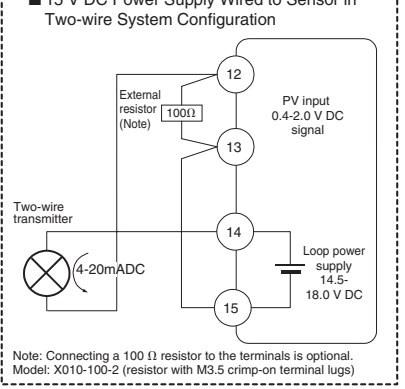 ■ 15 V DC Power Supply Wired to Sensor in
Two-wire System Configuration
12
External
resistor
(Note)
100Ω
PV input
0.4-2.0 V DC
signal
13
Two-wire
transmitter
14
4-20mADC
Loop power
supply
14.5-
18.0 V DC
15
Note: Connecting a 100 Ω resistor to the terminals is optional.
Model: X010-100-2 (resistor with M3.5 crimp-on terminal lugs)